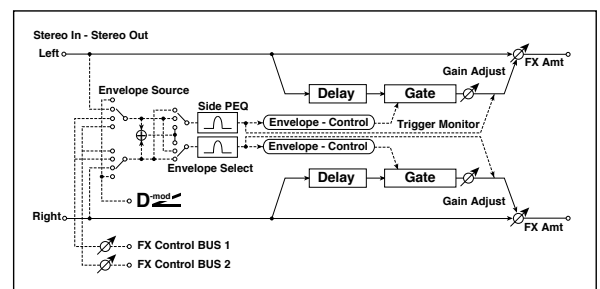 Stereo In - Stereo Out
Left
FX Amt
Gain Adjust
Envelope Source
Delay
Gate
Side PEQ
Envelope - Control
Trigger Monitor
Envelope - Control
Envelope Select
Delay
Gate
D-mod
Gain Adjust
Right
FX Amt
FX Control BUS 1
FX Control BUS 2